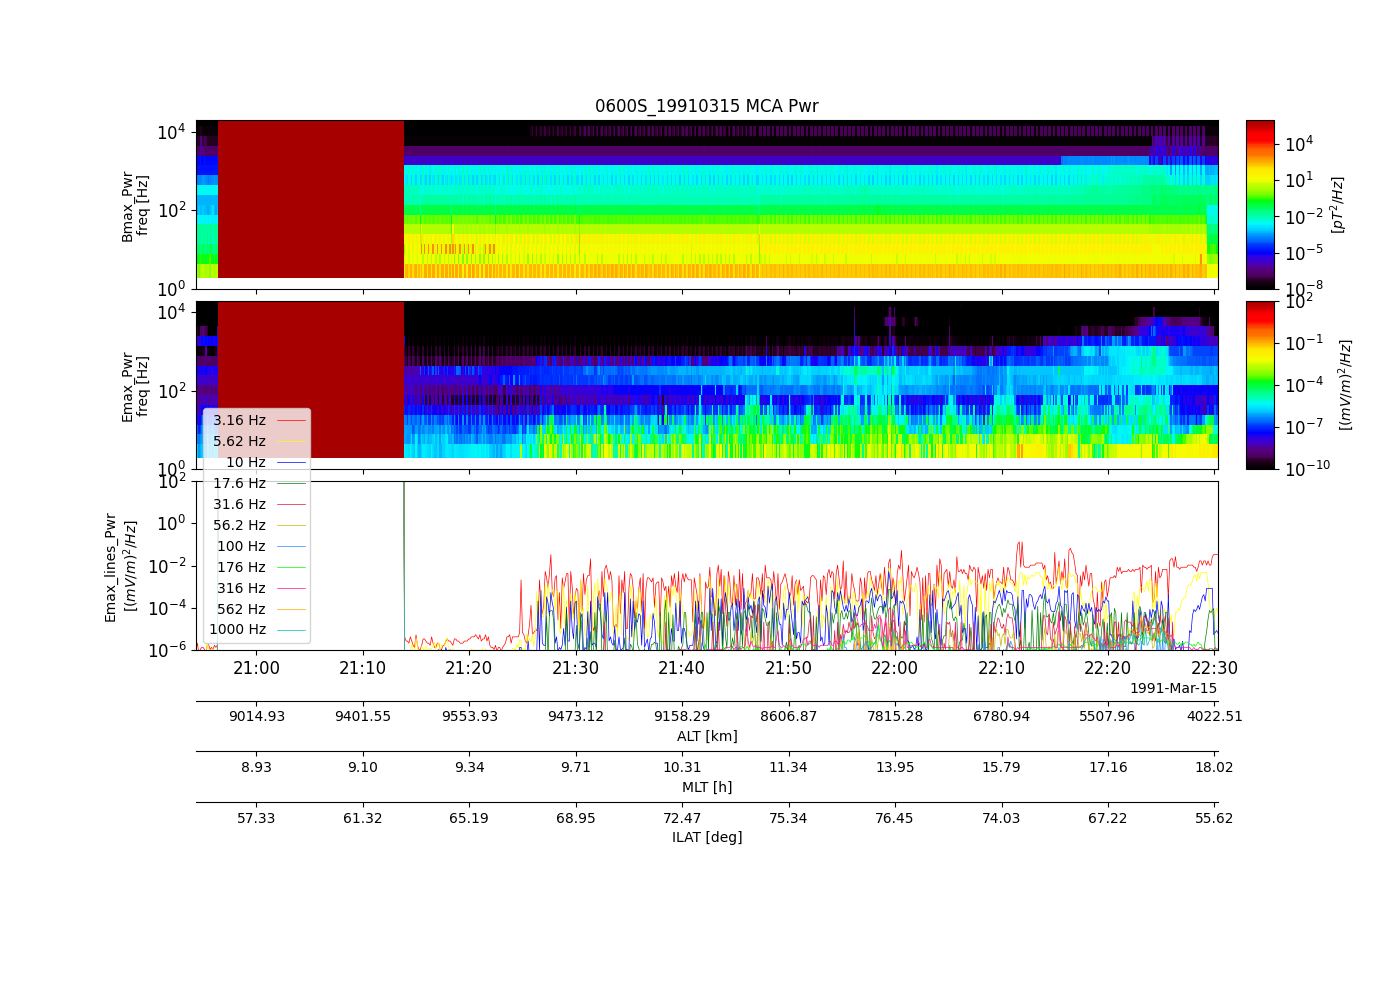 0600S_19910315 MCA Pwr
10^4
10^2
10^0
Bmax_Pwr
freq [Hz]
10^4
10^1
10^-2
10^-5
10^-8
[pT^2/Hz]
10^4
10^2
10^0
Emax_Pwr
freq [Hz]
10^2
10^-1
10^-4
10^-7
10^-10
[(mV/m)^2/Hz]
3.16 Hz
5.62 Hz
10 Hz
17.6 Hz
31.6 Hz
56.2 Hz
100 Hz
176 Hz
316 Hz
562 Hz
1000 Hz
10^2
10^0
10^-2
10^-4
10^-6
Emax_lines_Pwr
[(mV/m)^2/Hz]
21:00 21:10 21:20 21:30 21:40 21:50 22:00 22:10 22:20 22:30
1991-Mar-15
9014.93 9401.55 9553.93 9473.12 9158.29 8606.87 7815.28 6780.94 5507.96 4022.51
ALT [km]
8.93 9.10 9.34 9.71 10.31 11.34 13.95 15.79 17.16 18.02
MLT [h]
57.33 61.32 65.19 68.95 72.47 75.34 76.45 74.03 67.22 55.62
ILAT [deg]